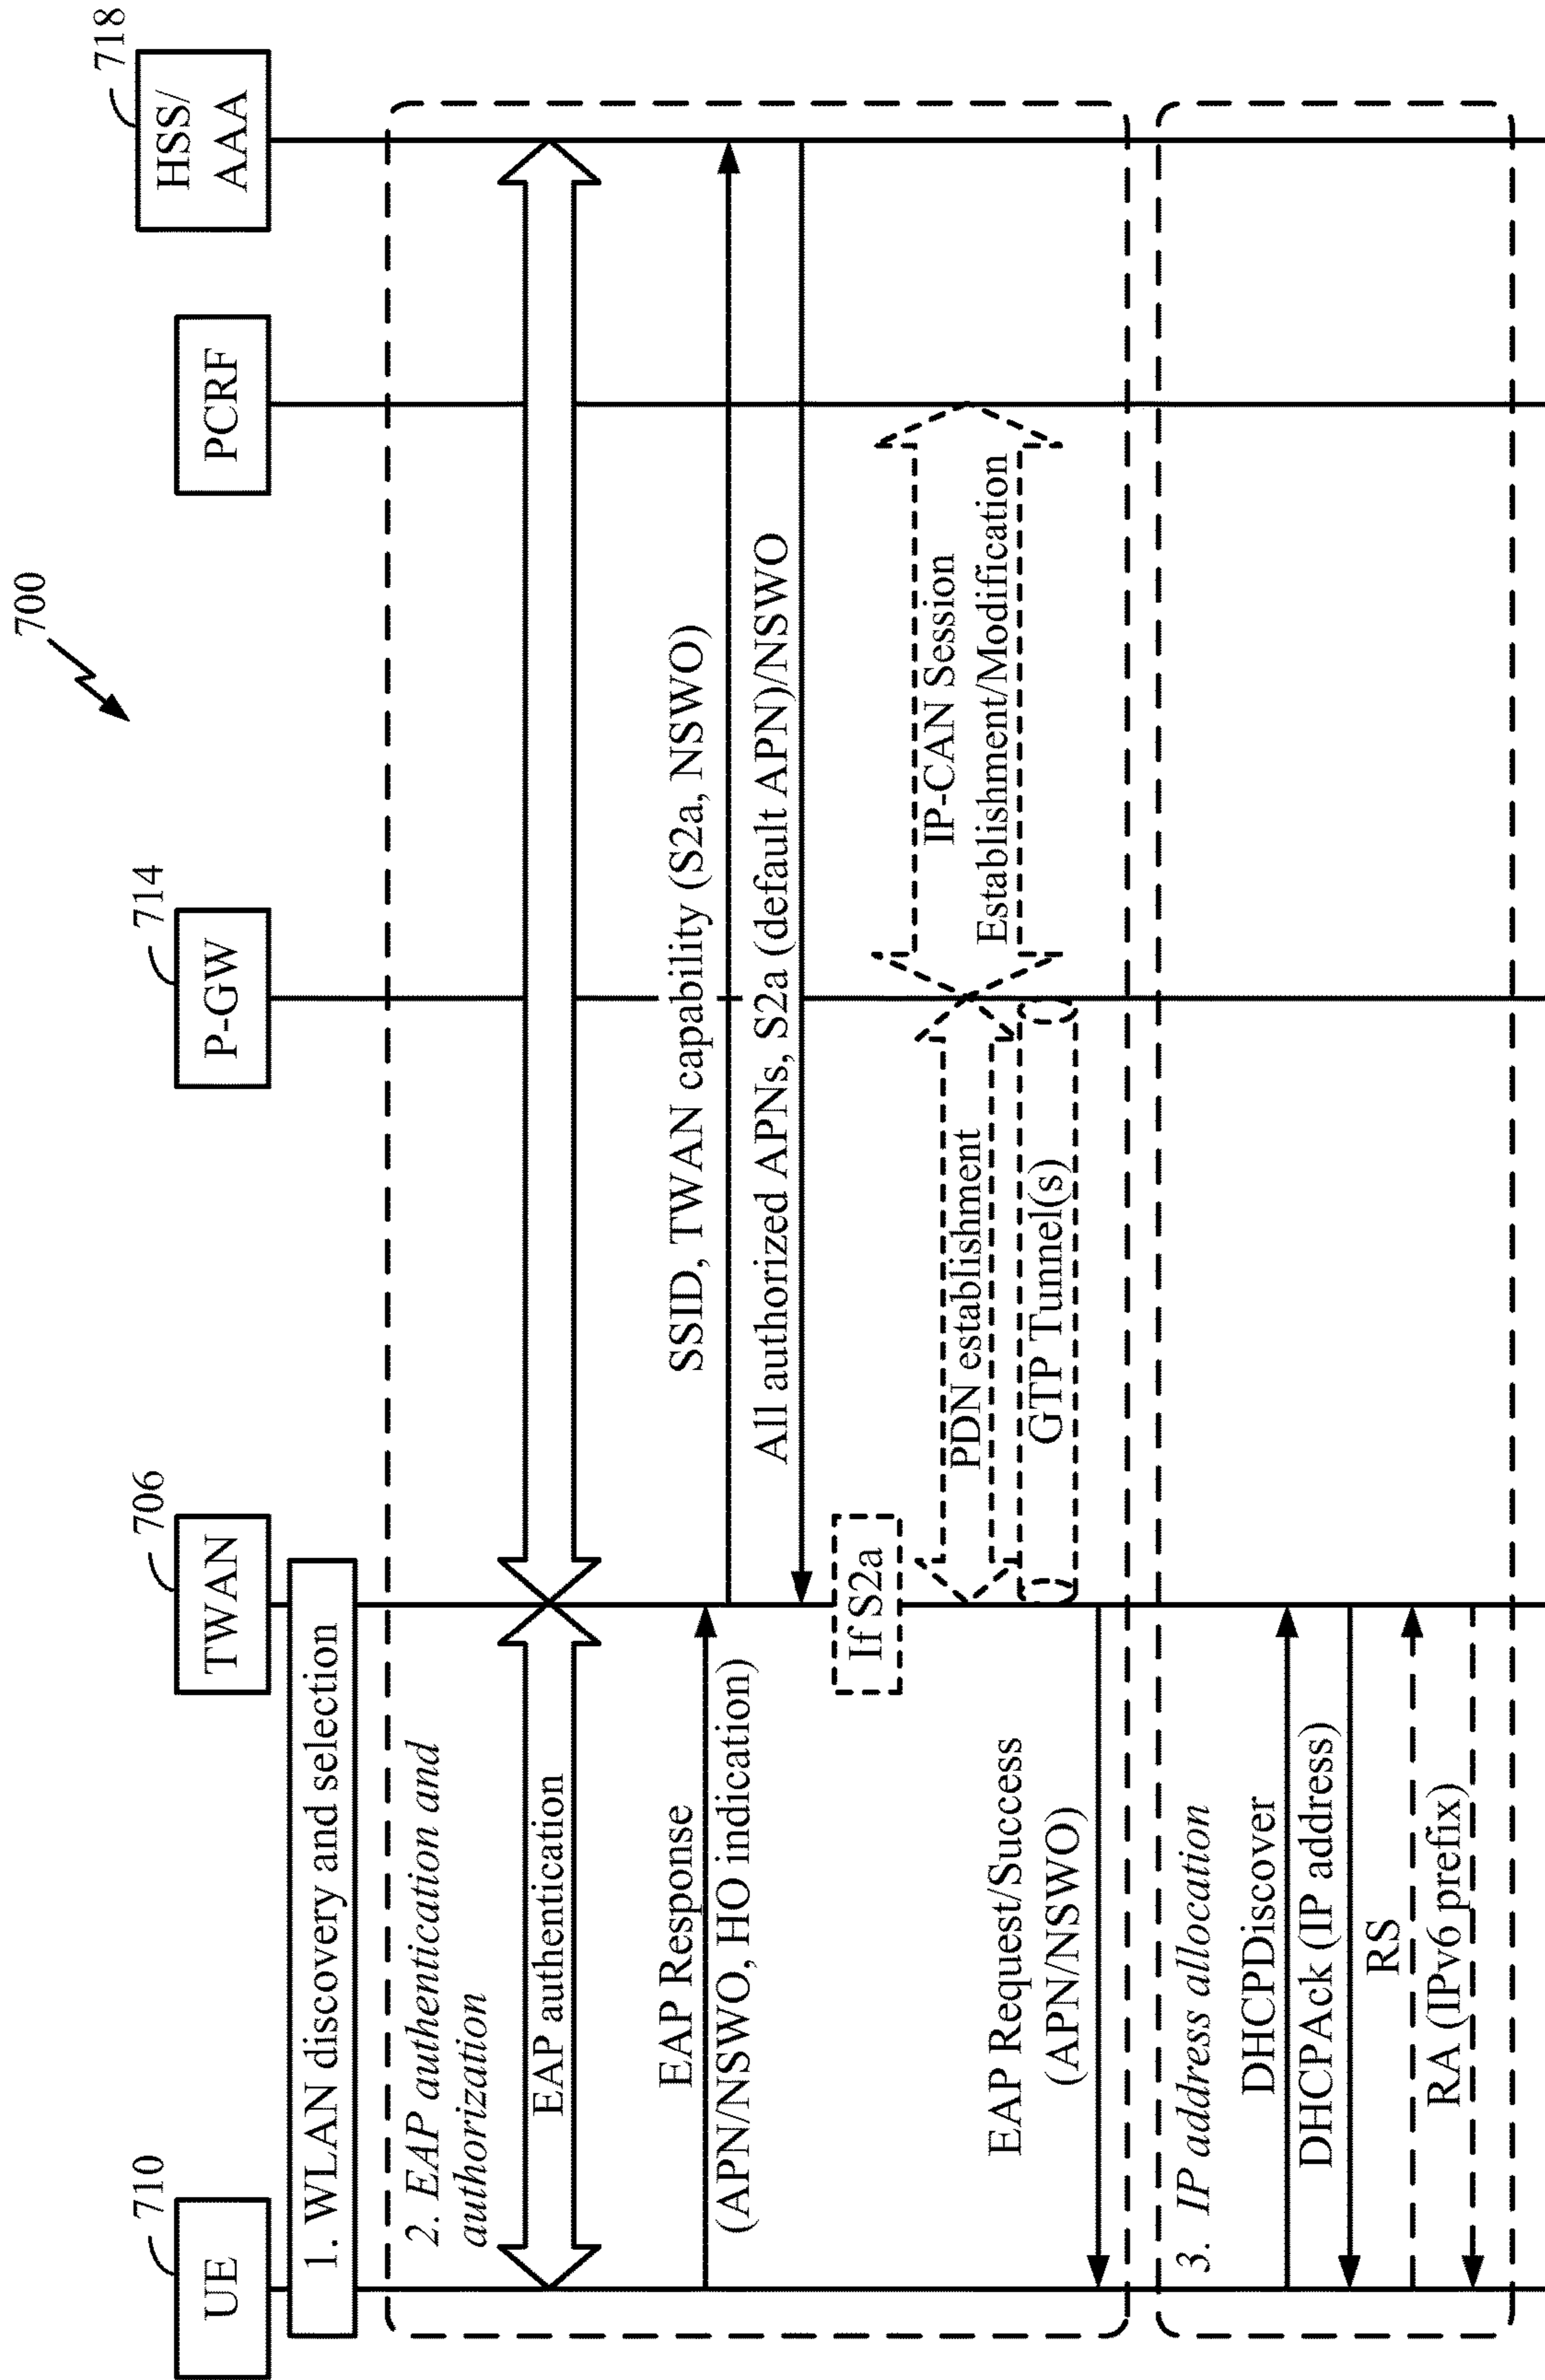 700
710
706
714
718
UE
TWAN
P-GW
PCRF
HSS/
AAA
1. WLAN discovery and selection
2. EAP authentication and
authorization
EAP authentication
EAP Response
(APN/NSWO, HO indication)
SSID, TWAN capability (S2a, NSWO)
All authorized APNs, S2a (default APN)/NSWO
If S2a
PDN establishment
IP-CAN Session
Establishment/Modification
GTP Tunnel(s)
EAP Request/Success
(APN/NSWO)
3. IP address allocation
DHCPDiscover
DHCPAck (IP address)
RS
RA (IPv6 prefix)